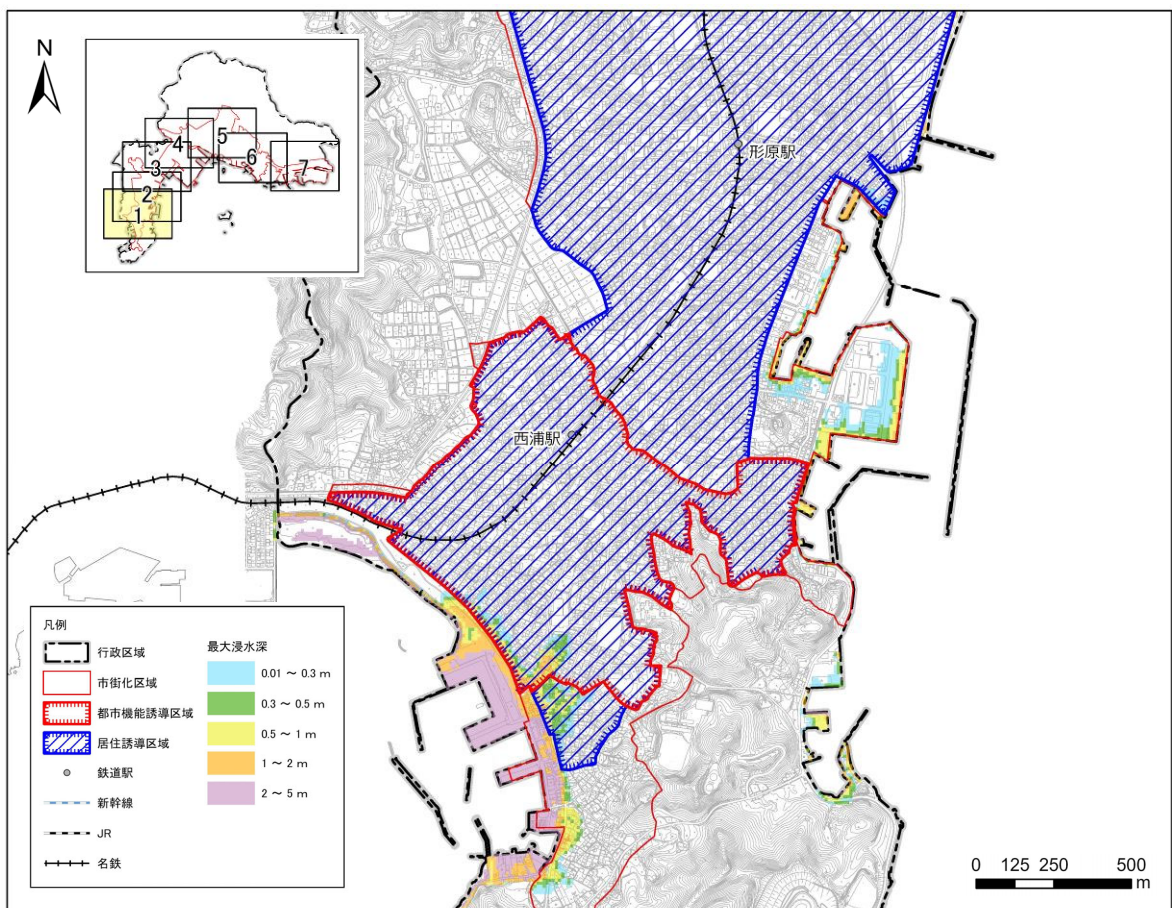 N
5
4
6
3
7
2
1
形原駅
西浦駅
凡例
行政区域
市街化区域
都市機能誘導区域
居住誘導区域
鉄道駅
新幹線
JR
名鉄
最大浸水深
0.01 ～ 0.3 m
0.3 ～ 0.5 m
0.5 ～ 1 m
1 ～ 2 m
2 ～ 5 m
0 125 250 500
m